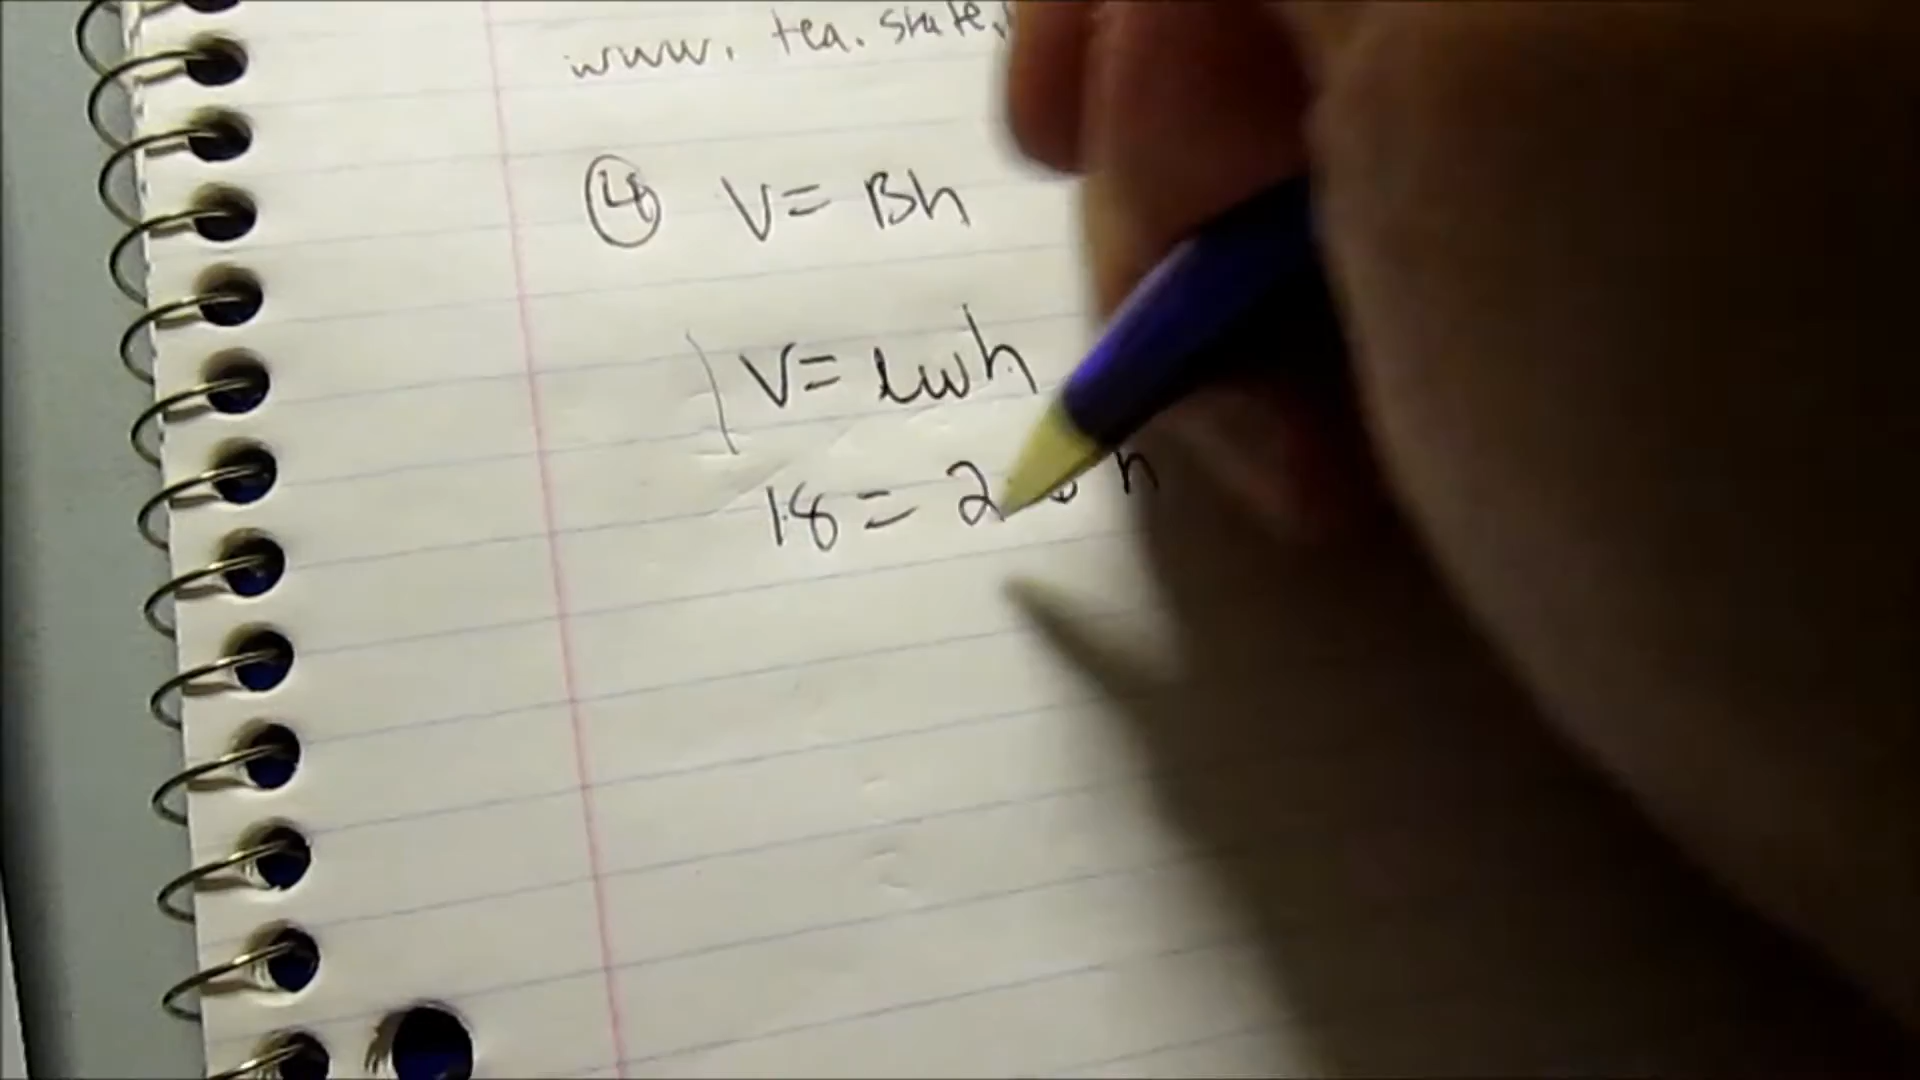 www. tea. state.
④ V= Bh
V= lwh
18 = 2 h